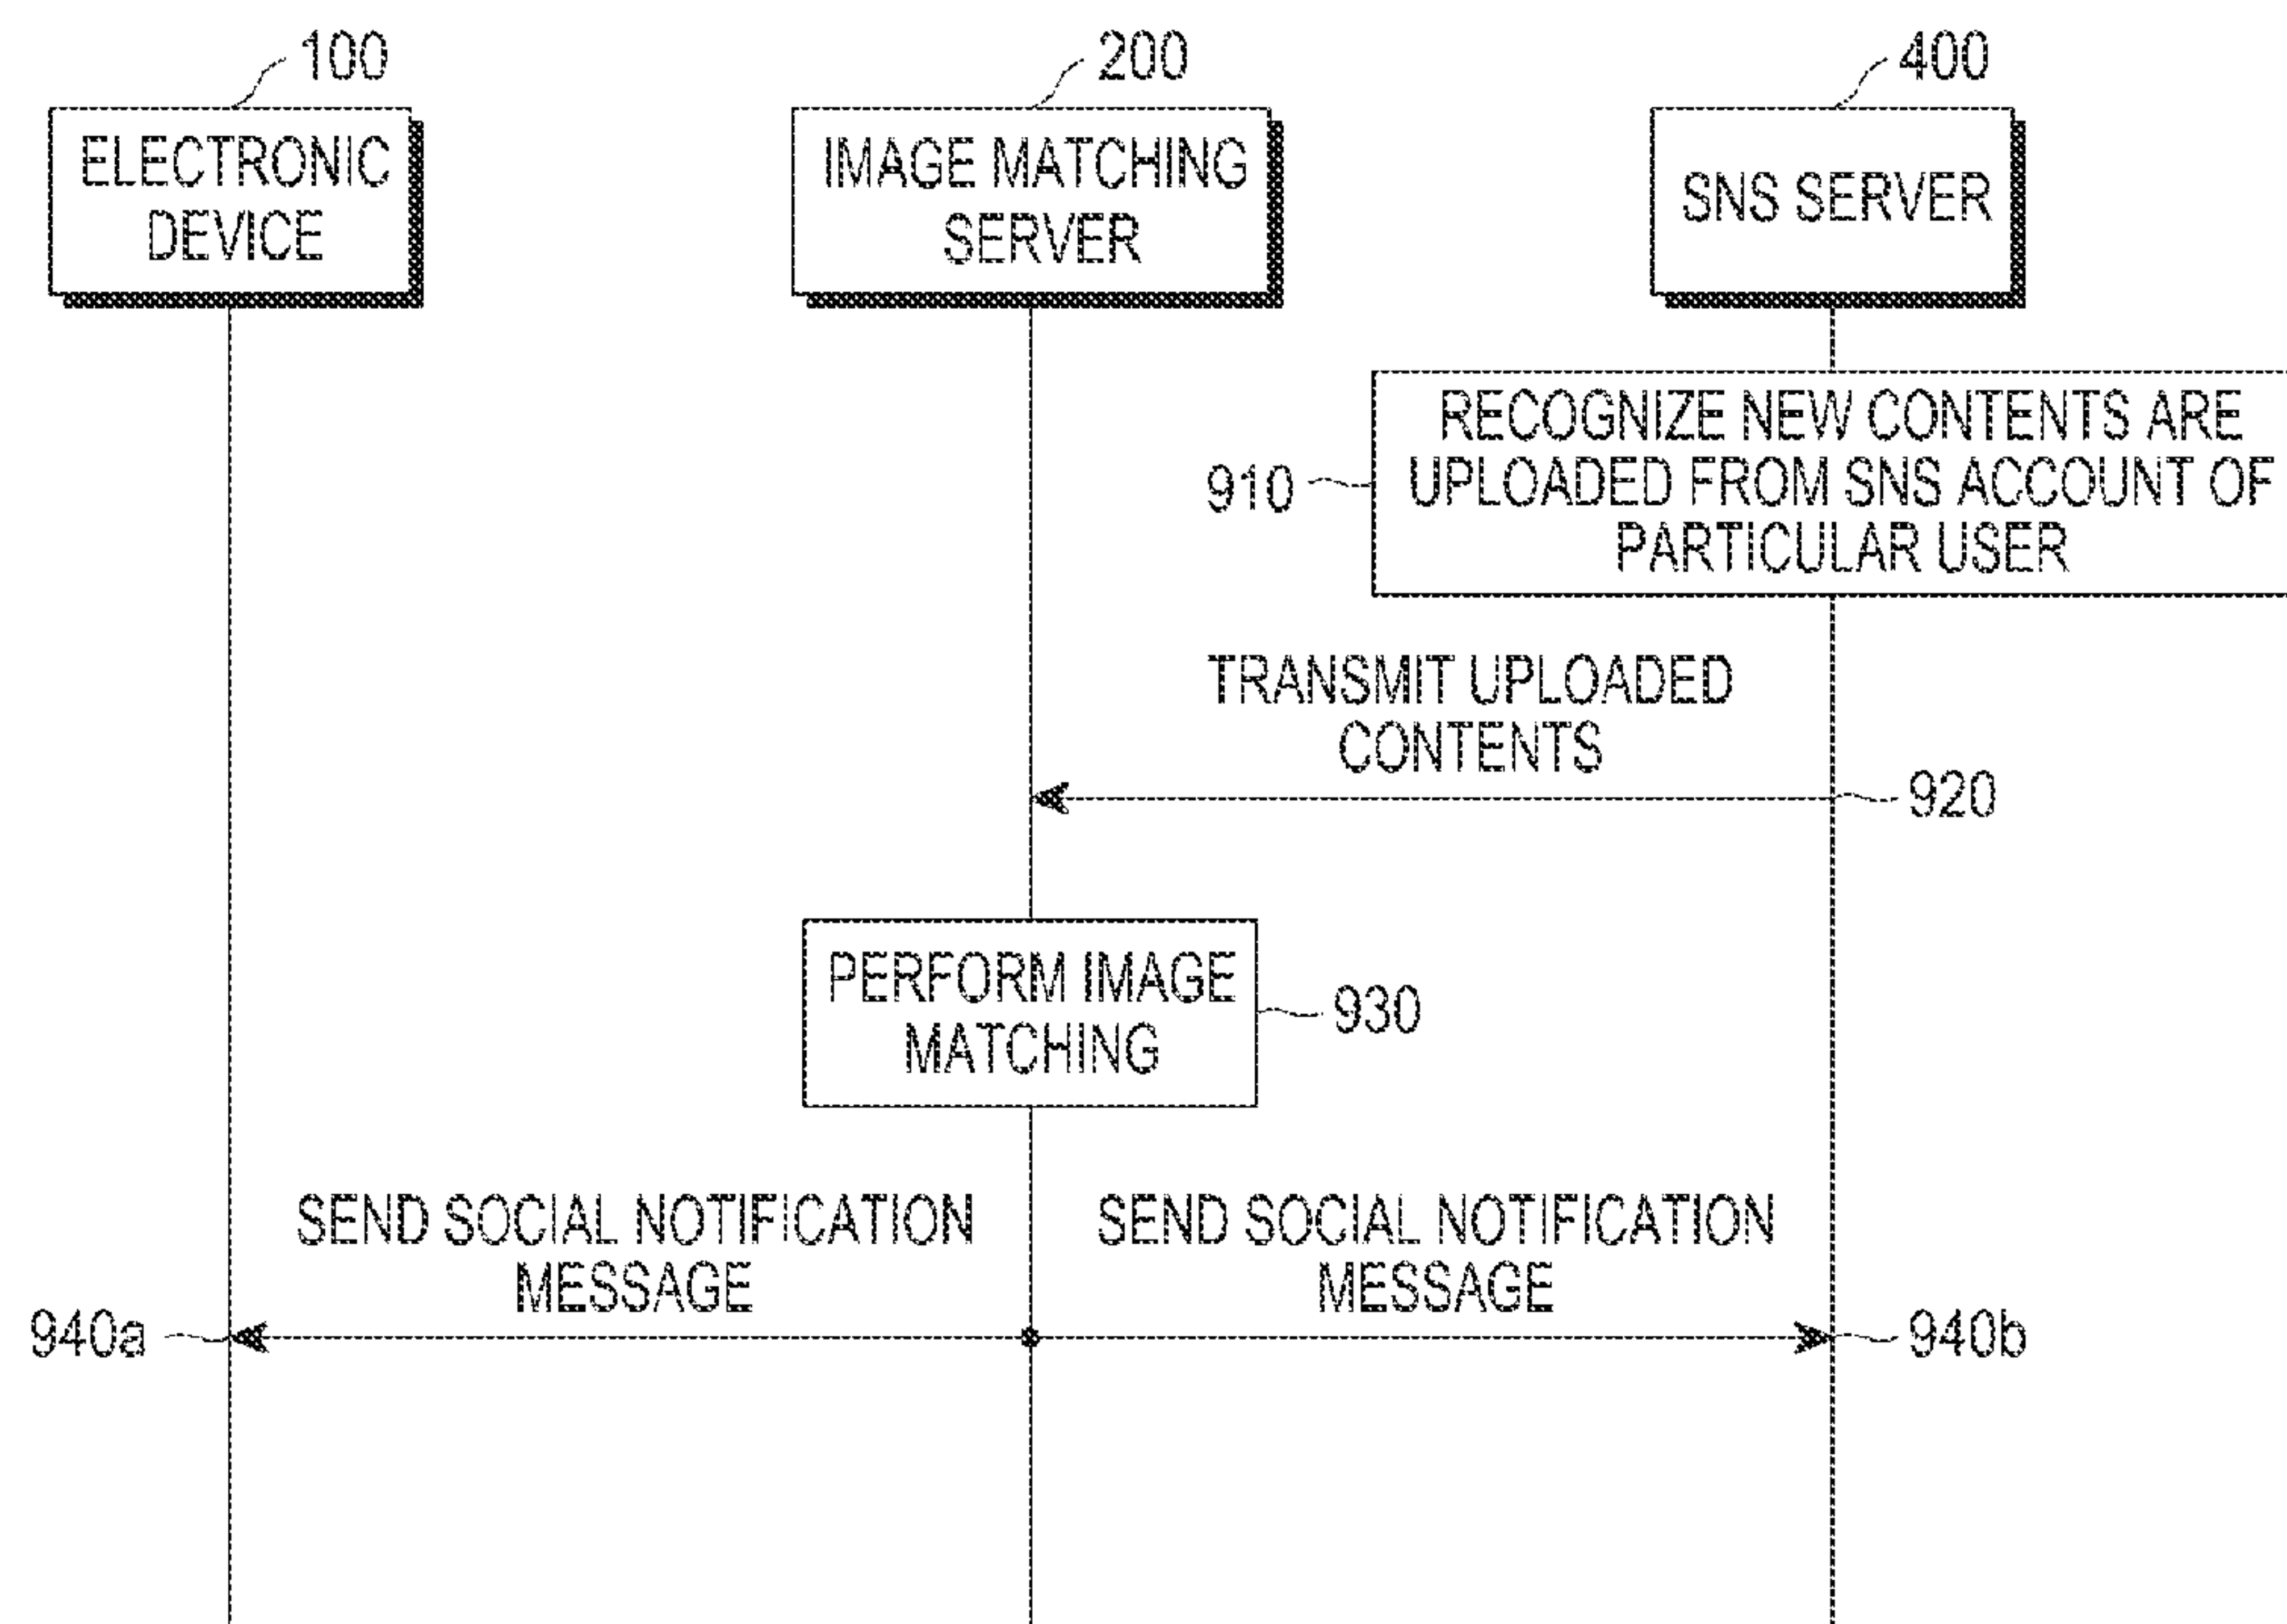 100
200
400
ELECTRONIC
DEVICE
IMAGE MATCHING
SERVER
SNS SERVER
RECOGNIZE NEW CONTENTS ARE
UPLOADED FROM SNS ACCOUNT OF
PARTICULAR USER
910
TRANSMIT UPLOADED
CONTENTS
920
PERFORM IMAGE
MATCHING
930
SEND SOCIAL NOTIFICATION
MESSAGE
SEND SOCIAL NOTIFICATION
MESSAGE
940a
940b